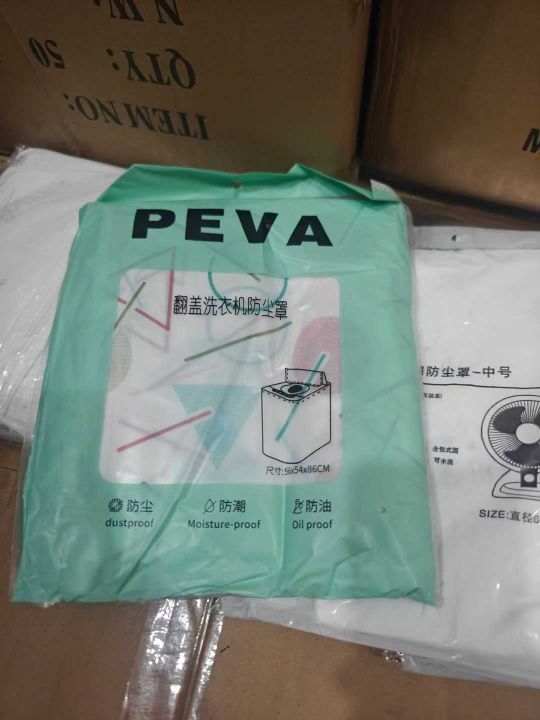 N.W:
QTY: 50
ITEM NO:
PEVA
翻盖洗衣机防尘罩
尺寸:56x54x86CM
防尘
dustproof
防潮
Moisture-proof
防油
Oil proof
防尘罩-中号
全包式圆
可水洗
SIZE:直径6